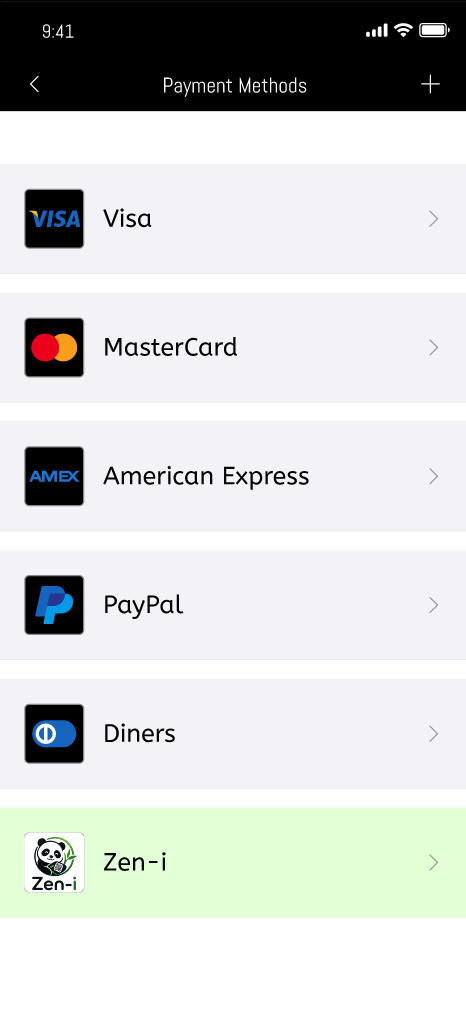 9:41
Payment Methods
VISA Visa
MasterCard
AMEX American Express
PayPal
Diners
Zen-i Zen-i